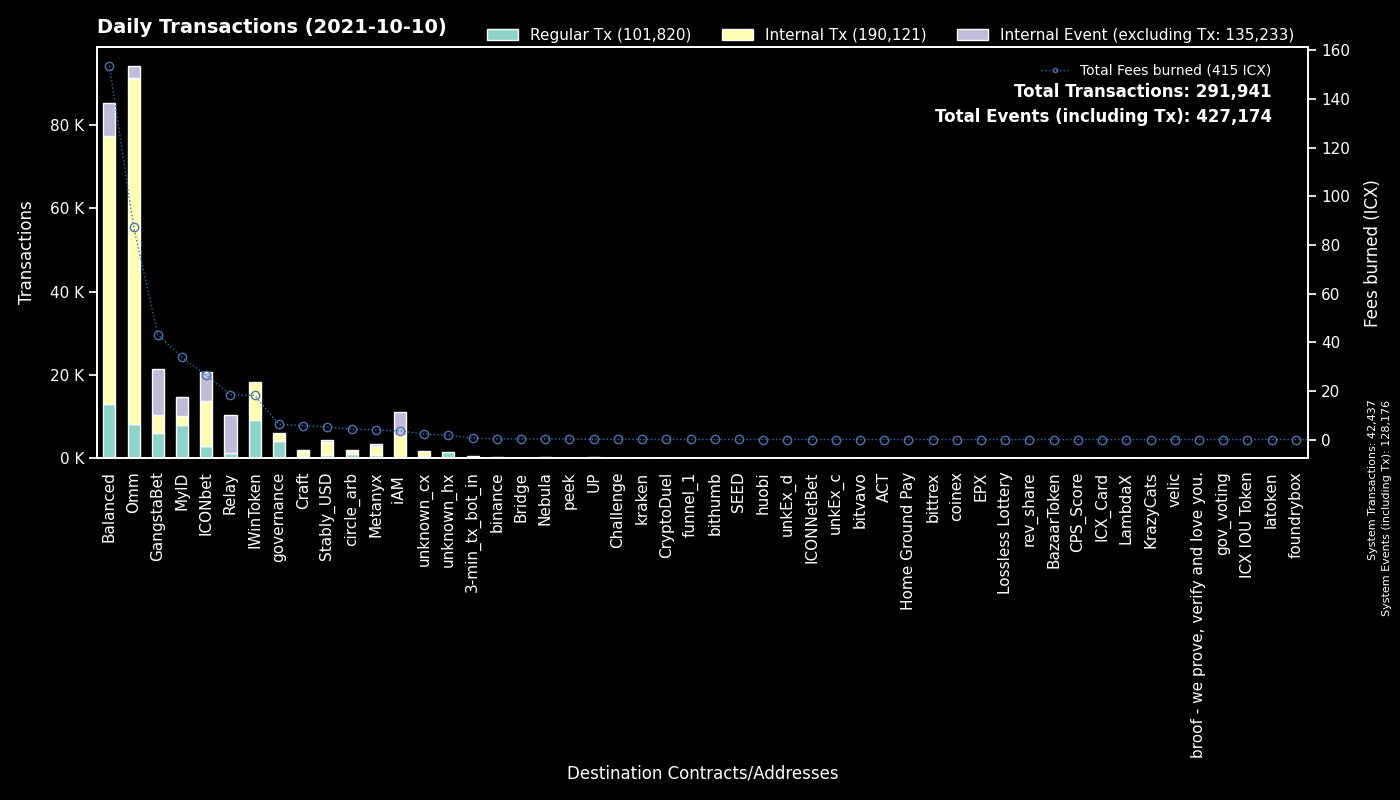 Daily Transactions (2021-10-10)
Regular Tx (101,820)
Internal Tx (190,121)
Internal Event (excluding Tx: 135,233)
Total Fees burned (415 ICX)
Total Transactions: 291,941
Total Events (including Tx): 427,174
Transactions
80 K
60 K
40 K
20 K
0 K
160
140
120
100
80
60
40
20
0
Fees burned (ICX)
System Transactions: 42,437
System Events (including Tx): 128,176
Balanced
Omm
GangstaBet
MyID
ICONbet
Relay
IWinToken
governance
Craft
Stably_USD
circle_arb
Metanyx
iAM
unknown_cx
unknown_hx
3-min_tx_bot_in
binance
Bridge
Nebula
peek
UP
Challenge
kraken
CryptoDuel
funnel_1
bithumb
SEED
huobi
unkEx_d
ICONNeBet
unkEx_c
bitvavo
ACT
Home Ground Pay
bittrex
coinex
EPX
Lossless Lottery
rev_share
BazaarToken
CPS_Score
ICX_Card
LambdaX
KrazyCats
velic
broof - we prove, verify and love you.
gov_voting
ICX IOU Token
latoken
foundrybox
Destination Contracts/Addresses